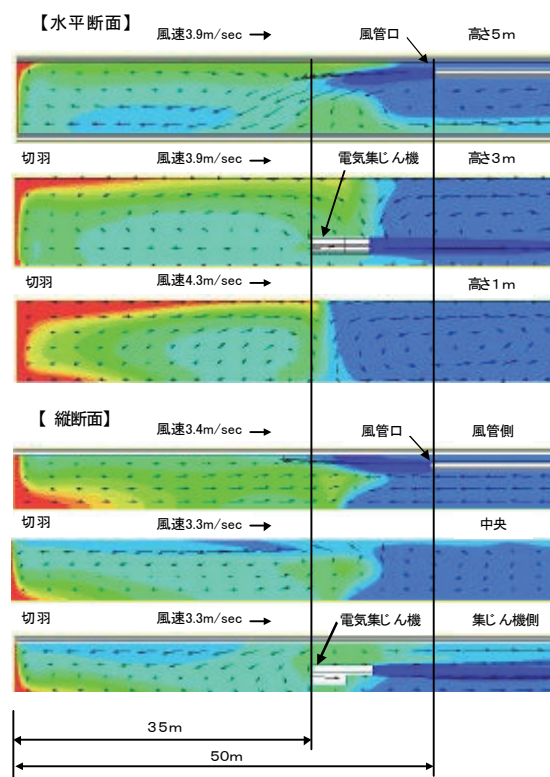 【水平断面】 風速3.9m/sec 風管口 高さ5m
切羽 風速3.9m/sec 電気集じん機 高さ3m
切羽 風速4.3m/sec 高さ1m
【縦断面】
風速3.4m/sec 風管口 風管側
切羽 風速3.3m/sec 中央
切羽 風速3.3m/sec 電気集じん機 集じん機側
35m
50m